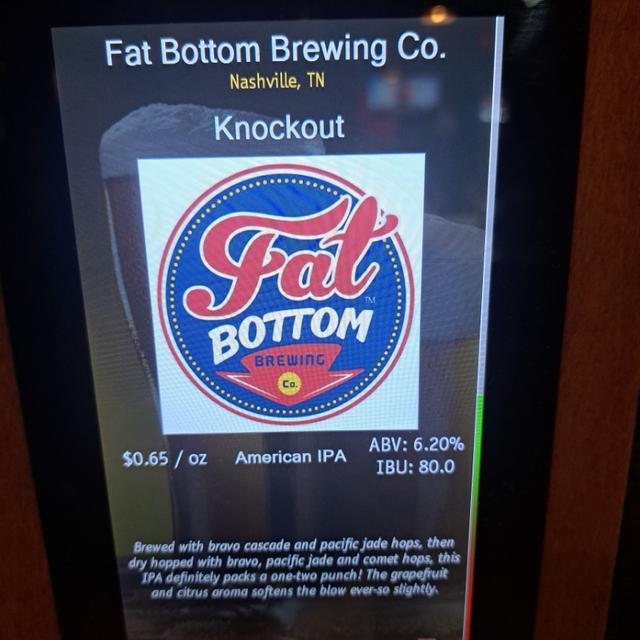 Fat Bottom Brewing Co.
Nashville, TN
Knockout
Fat
TM
BOTTOM
BREWING
Co.
$0.65 / oz American IPA ABV: 6.20%
IBU: 80.0
Brewed with bravo cascade and pacific jade hops, then
dry hopped with bravo, pacific jade and comet hops, this
IPA definitely packs a one-two punch! The grapefruit
and citrus aroma softens the blow ever-so slightly.